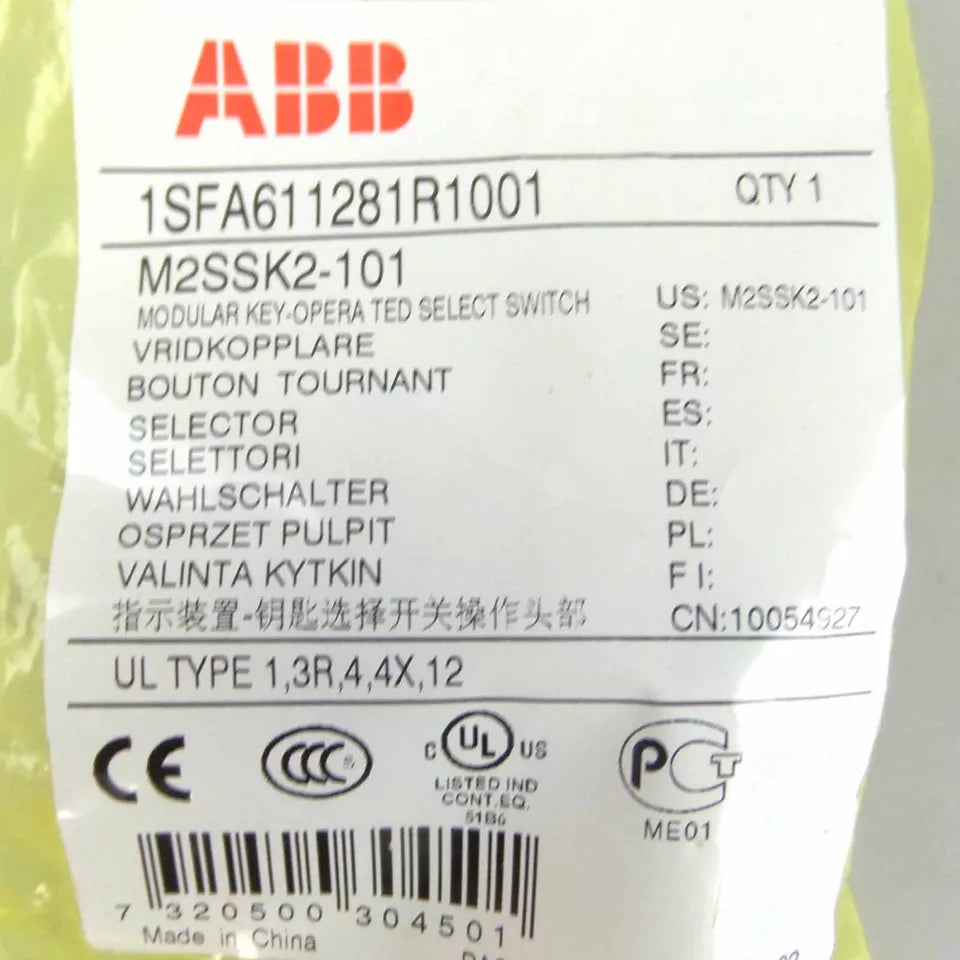 ABB
1SFA611281R1001 QTY 1
M2SSK2-101
MODULAR KEY-OPERA TED SELECT SWITCH US: M2SSK2-101
VRIDKOPPLARE SE:
BOUTON TOURNANT FR:
SELECTOR ES:
SELETTORI IT:
WAHLSCHALTER DE:
OSPRZET PULPIT PL:
VALINTA KYTKIN FI:
指示装置-钥匙选择开关操作头部 CN:10054927
UL TYPE 1,3R,4,4X,12
CE CCC S C UL US PCT
LISTED IND
CONT.EQ.
51B6
ME01
7 320500 304501
Made in China